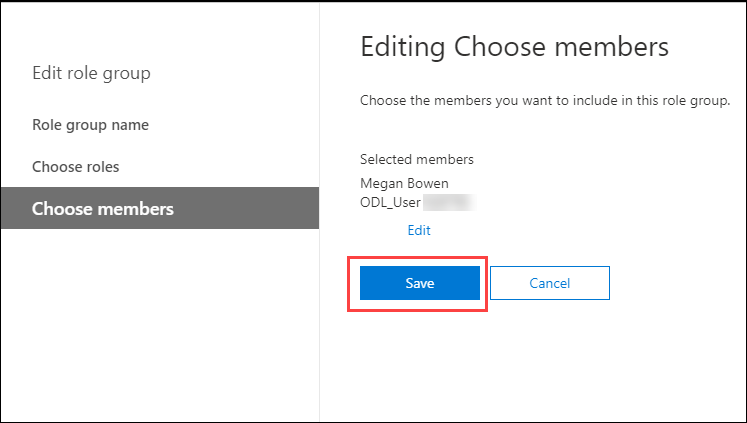 Edit role group
Role group name
Choose roles
Choose members
Editing Choose members
Choose the members you want to include in this role group.
Selected members
Megan Bowen
ODL_User
Edit
Save
Cancel